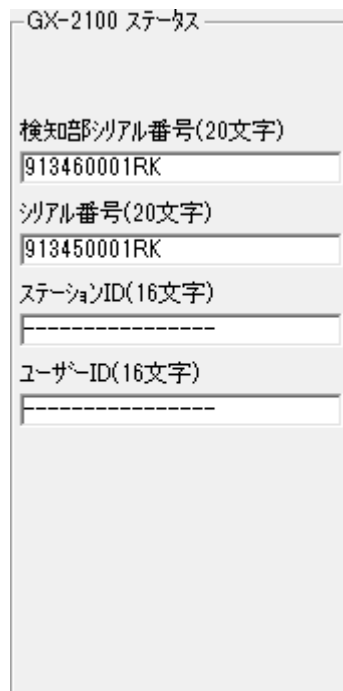 GX-2100 ｽﾃｰﾀｽ
検知部ｼﾘｱﾙ番号(20文字)
913460001RK
ｼﾘｱﾙ番号(20文字)
913450001RK
ｽﾃｰｼｮﾝID(16文字)
----------------
ﾕｰｻﾞｰID(16文字)
----------------